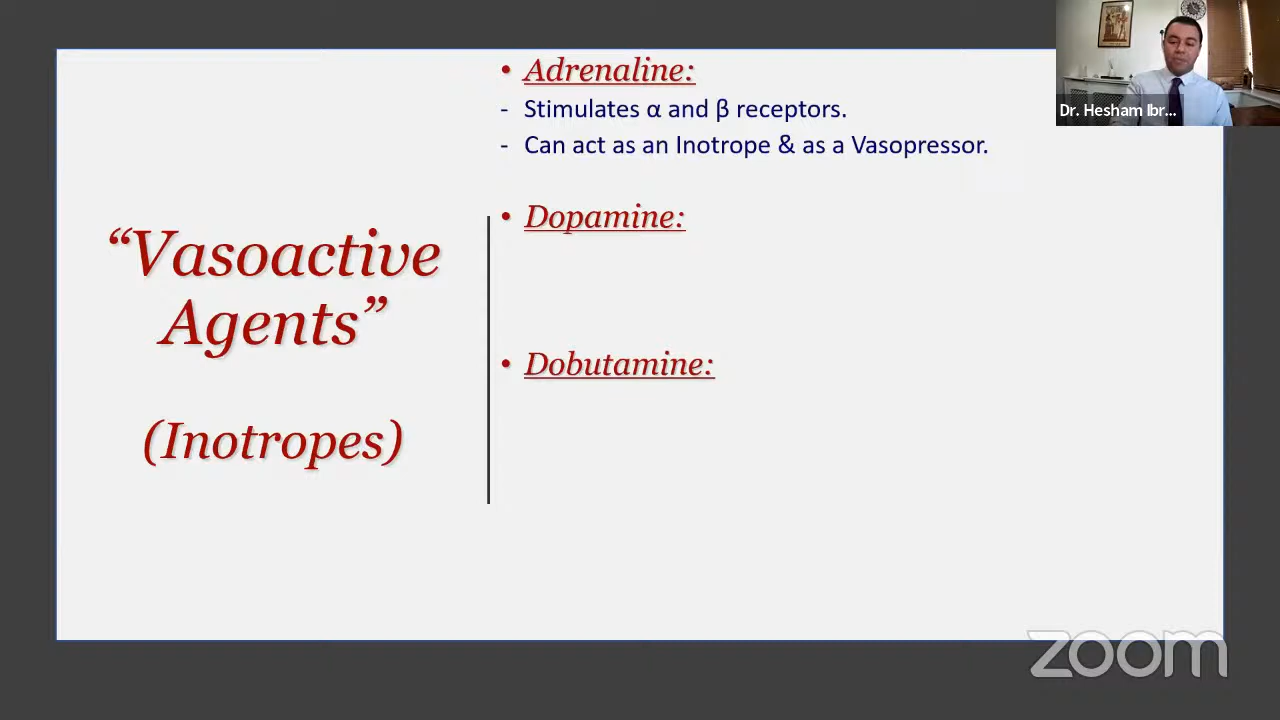 • Adrenaline:
- Stimulates α and β receptors.
- Can act as an Inotrope & as a Vasopressor.
• Dopamine:
• Dobutamine:
“Vasoactive
Agents”
(Inotropes)
Dr. Hesham Ibr...
zoom